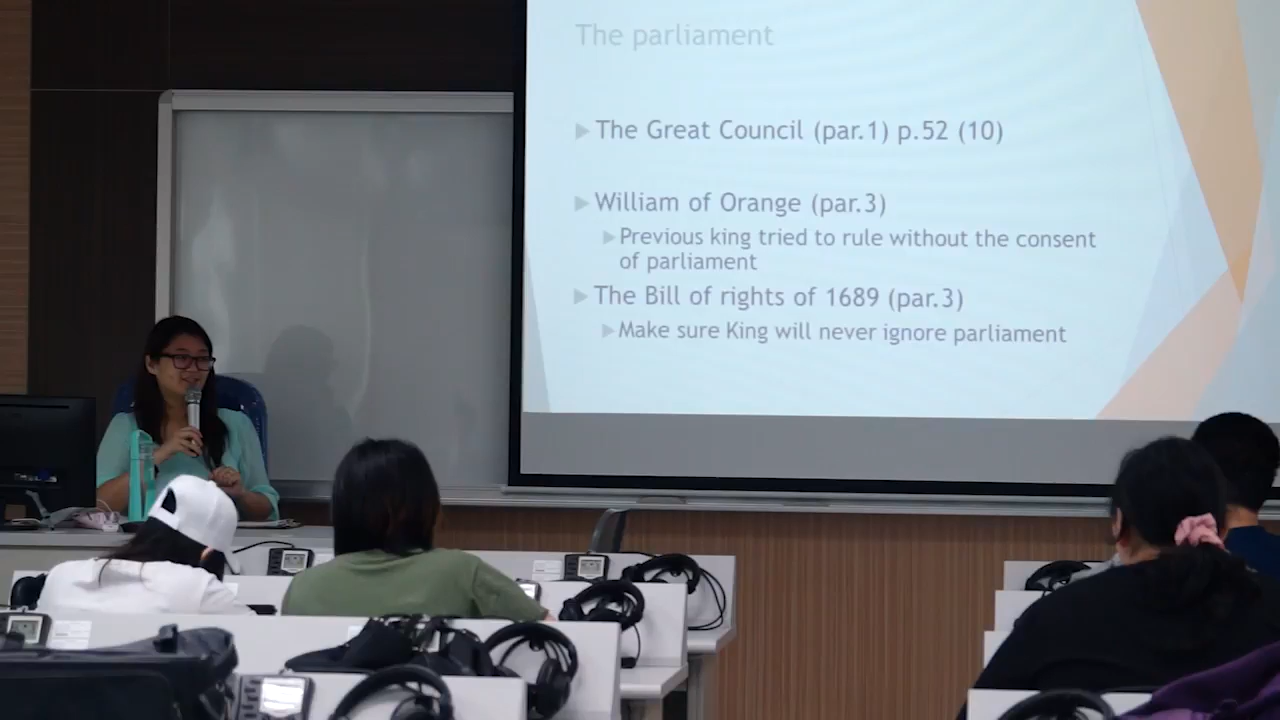 The parliament
The Great Council (par.1) p.52 (10)
William of Orange (par.3)
Previous king tried to rule without the consent
of parliament
The Bill of rights of 1689 (par.3)
Make sure King will never ignore parliament